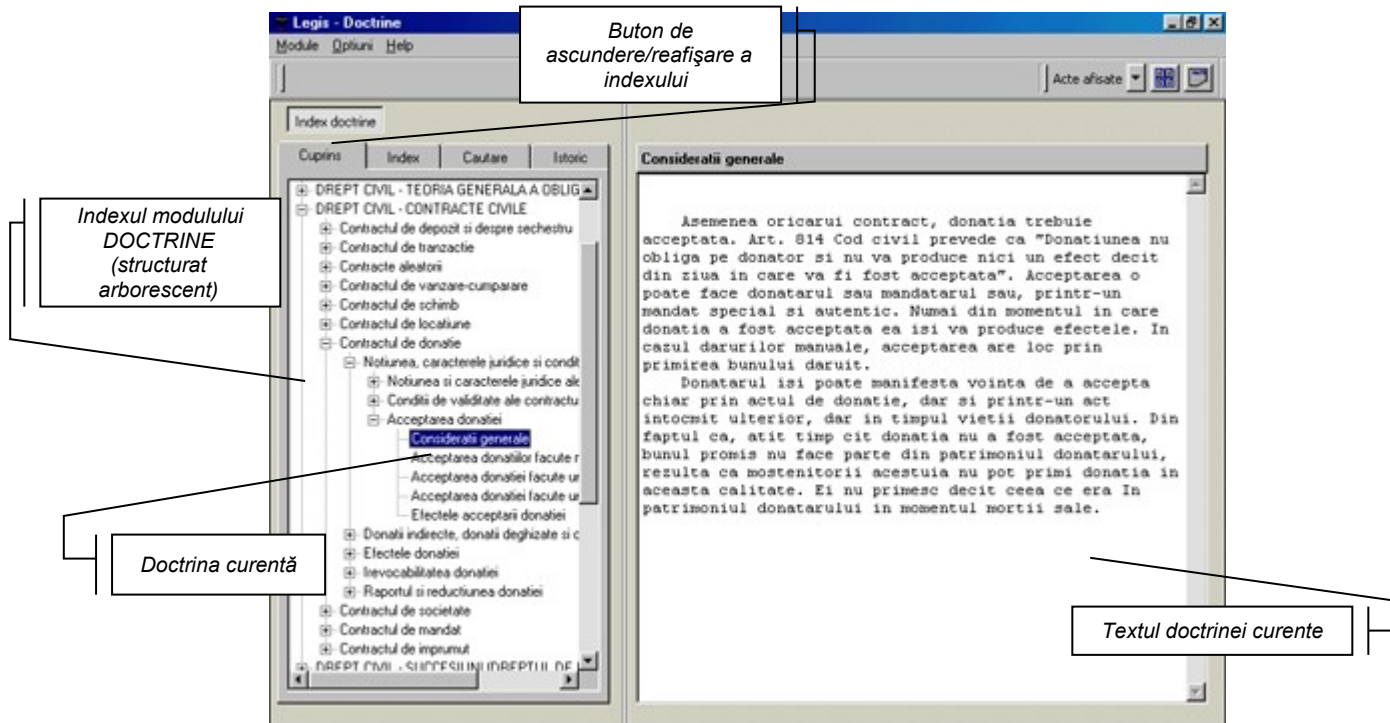 Legis - Doctrine
Buton de
ascundere/reafişare a
indexului
Module Optiuni Help
Acte afisate
Index doctrine
Cuprins Index Cautare Istoric
Consideratii generale
Indexul modulului
DOCTRINE
(structurat
arborescent)
DREPT CIVIL - TEORIA GENERALA A OBLIG
DREPT CIVIL - CONTRACTE CIVILE
Contractul de depozit si despre sechestru
Contractul de tranzactie
Contracte aleatorii
Contractul de vanzare-cumparare
Contractul de schimb
Contractul de locatiune
Contractul de donatie
Notiunea, caracterele juridice si condit
Notiunea si caracterele juridice ale
Conditii de validitate ale contractu
Acceptarea donatiei
Consideratii generale
Acceptarea donatiilor facute r
Acceptarea donatiei facute ur
Acceptarea donatiei facute ur
Efectele acceptarii donatiei
Donatii indirecte, donatii deghizate si c
Efectele donatiei
Irevocabilitatea donatiei
Raportul si reductiunea donatiei
Contractul de societate
Contractul de mandat
Contractul de imprumut
DREPT CIVIL - SUCCESIUNI (DREPTUL DE
Asemenea oricarui contract, donatia trebuie
acceptata. Art. 814 Cod civil prevede ca "Donatiunea nu
obliga pe donator si nu va produce nici un efect decit
din ziua in care va fi fost acceptata". Acceptarea o
poate face donatarul sau mandatarul sau, printr-un
mandat special si autentic. Numai din momentul in care
donatia a fost acceptata ea isi va produce efectele. In
cazul darurilor manuale, acceptarea are loc prin
primirea bunului daruit.
Donatarul isi poate manifesta vointa de a accepta
chiar prin actul de donatie, dar si printr-un act
intocmit ulterior, dar in timpul vietii donatorului. Din
faptul ca, atit timp cit donatia nu a fost acceptata,
bunul promis nu face parte din patrimoniul donatarului,
rezulta ca mostenitorii acestuia nu pot primi donatia in
aceasta calitate. Ei nu primesc decit ceea ce era In
patrimoniul donatarului in momentul mortii sale.
Doctrina curentă
Textul doctrinei curente